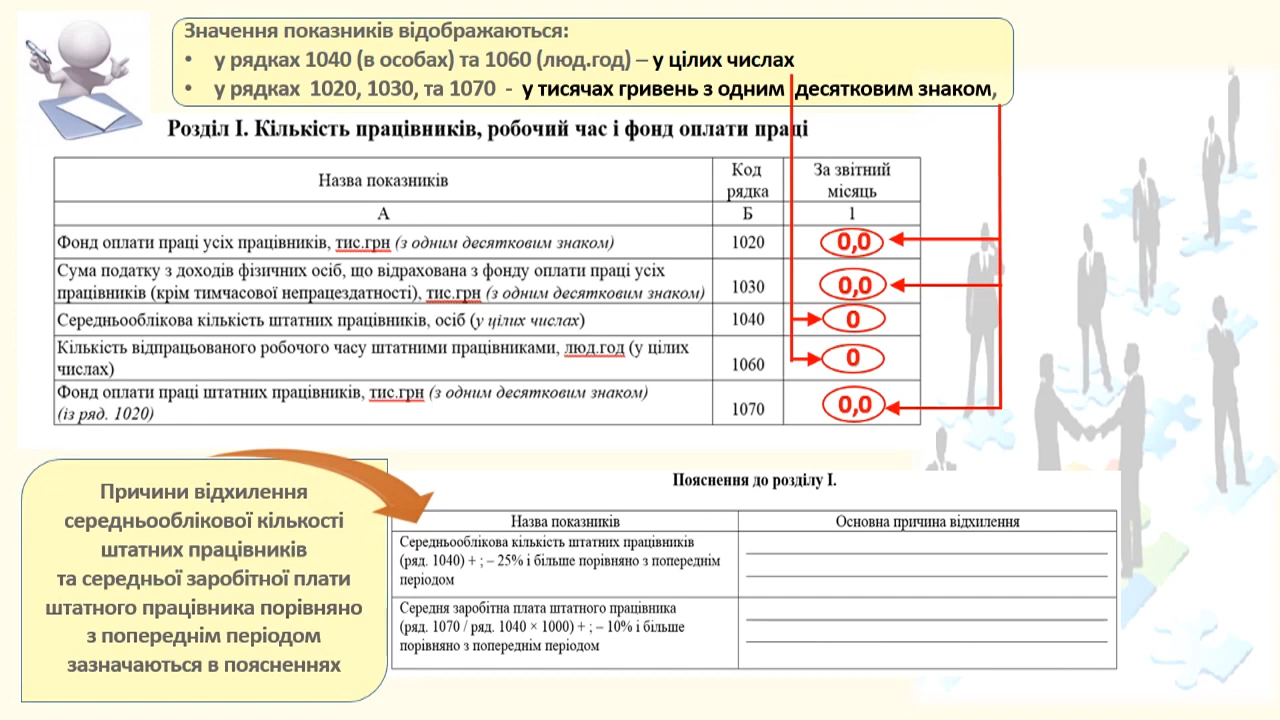 Значення показників відображаються:
• у рядках 1040 (в особах) та 1060 (люд.год) – у цілих числах
• у рядках 1020, 1030, та 1070 - у тисячах гривень з одним десятковим знаком,
Розділ І. Кількість працівників, робочий час і фонд оплати праці
Назва показників
Код
рядка
За звітний
місяць
А
Б
1
Фонд оплати праці усіх працівників, тис.грн (з одним десятковим знаком)
1020
0,0
Сума податку з доходів фізичних осіб, що відрахована з фонду оплати праці усіх
працівників (крім тимчасової непрацездатності), тис.грн (з одним десятковим знаком)
1030
0,0
Середньооблікова кількість штатних працівників, осіб (у цілих числах)
1040
0
Кількість відпрацьованого робочого часу штатними працівниками, люд.год (у цілих
числах)
1060
0
Фонд оплати праці штатних працівників, тис.грн (з одним десятковим знаком)
(із ряд. 1020)
1070
0,0
Причини відхилення
середньооблікової кількості
штатних працівників
та середньої заробітної плати
штатного працівника порівняно
з попереднім періодом
зазначаються в поясненнях
Пояснення до розділу І.
Назва показників
Основна причина відхилення
Середньооблікова кількість штатних працівників
(ряд. 1040) + ; – 25% і більше порівняно з попереднім
періодом
Середня заробітна плата штатного працівника
(ряд. 1070 / ряд. 1040 × 1000) + ; – 10% і більше
порівняно з попереднім періодом